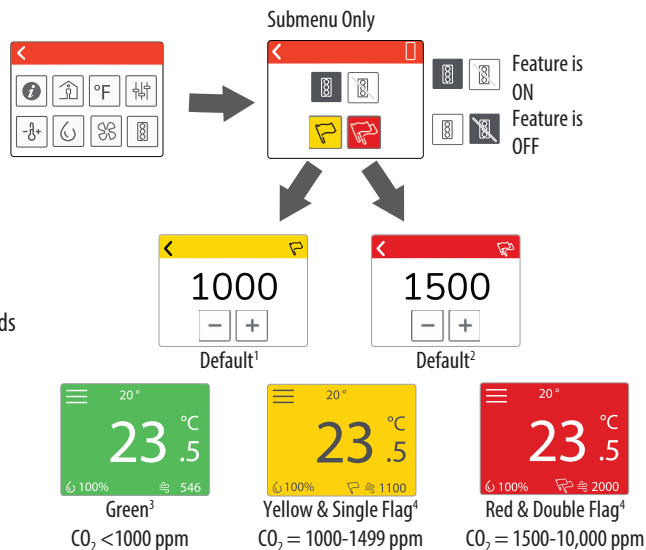 Submenu Only
°F
Feature is
ON
Feature is
OFF
1000
1500
Default¹
Default²
ds
20°
23 .5 °C
100% 546
20°
23 .5 °C
100% 1100
20°
23 .5 °C
100% 2000
Green³
Yellow & Single Flag⁴
Red & Double Flag⁴
CO₂ <1000 ppm
CO₂ = 1000-1499 ppm
CO₂ = 1500-10,000 ppm